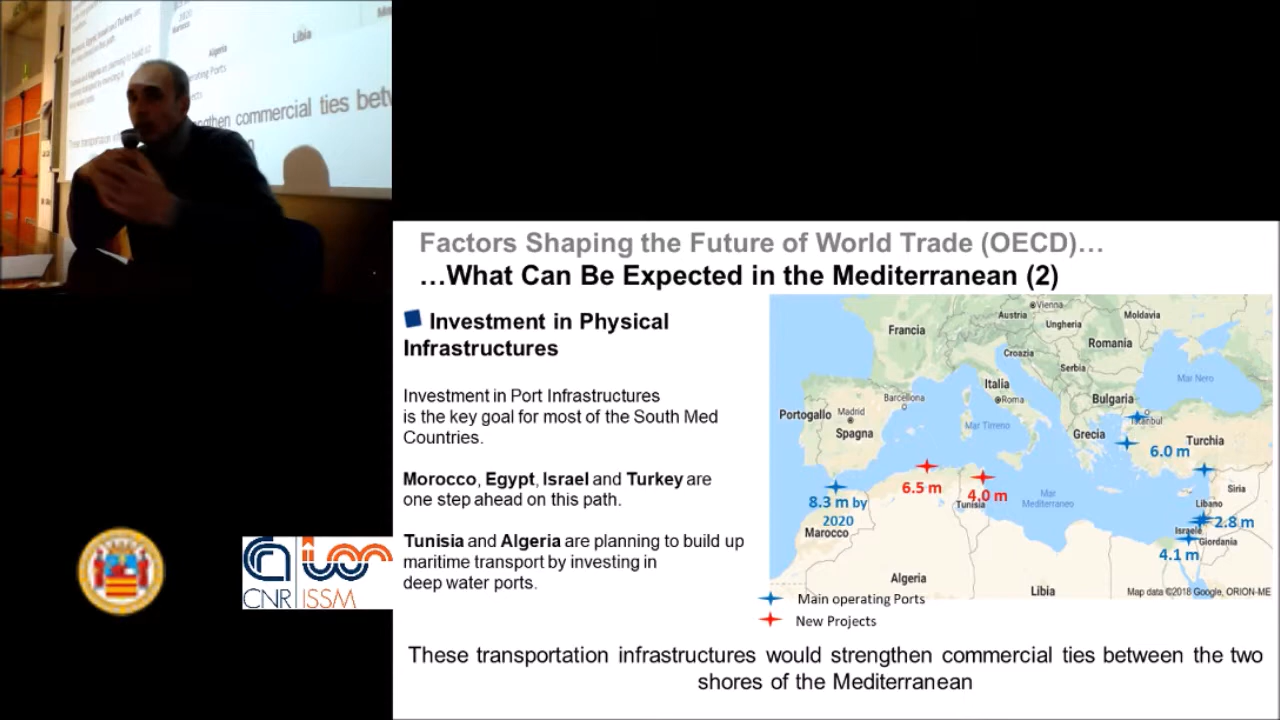 Libia
Algeria
commercial ties betw
Factors Shaping the Future of World Trade (OECD)…
…What Can Be Expected in the Mediterranean (2)
Investment in Physical
Infrastructures
Investment in Port Infrastructures
is the key goal for most of the South Med
Countries.
Morocco, Egypt, Israel and Turkey are
one step ahead on this path.
Tunisia and Algeria are planning to build up
maritime transport by investing in
deep water ports.
Vienna
Austria
Moldavia
Ungheria
Francia
Romania
Croazia
Serbia
Mar Nero
Italia
Barcellona
Roma
Bulgaria
Portogallo
Madrid
Istanbul
Mar Tirreno
Spagna
Grecia
Turchia
6.0 m
6.5 m
4.0 m
Siria
8.3 m by
2020
Tunisia
Mar
Mediterraneo
Libano
2.8 m
Marocco
Israele
Giordania
4.1 m
Algeria
Libia
Map data ©2018 Google, ORION-ME
Main operating Ports
New Projects
CNR ISSM
These transportation infrastructures would strengthen commercial ties between the two
shores of the Mediterranean